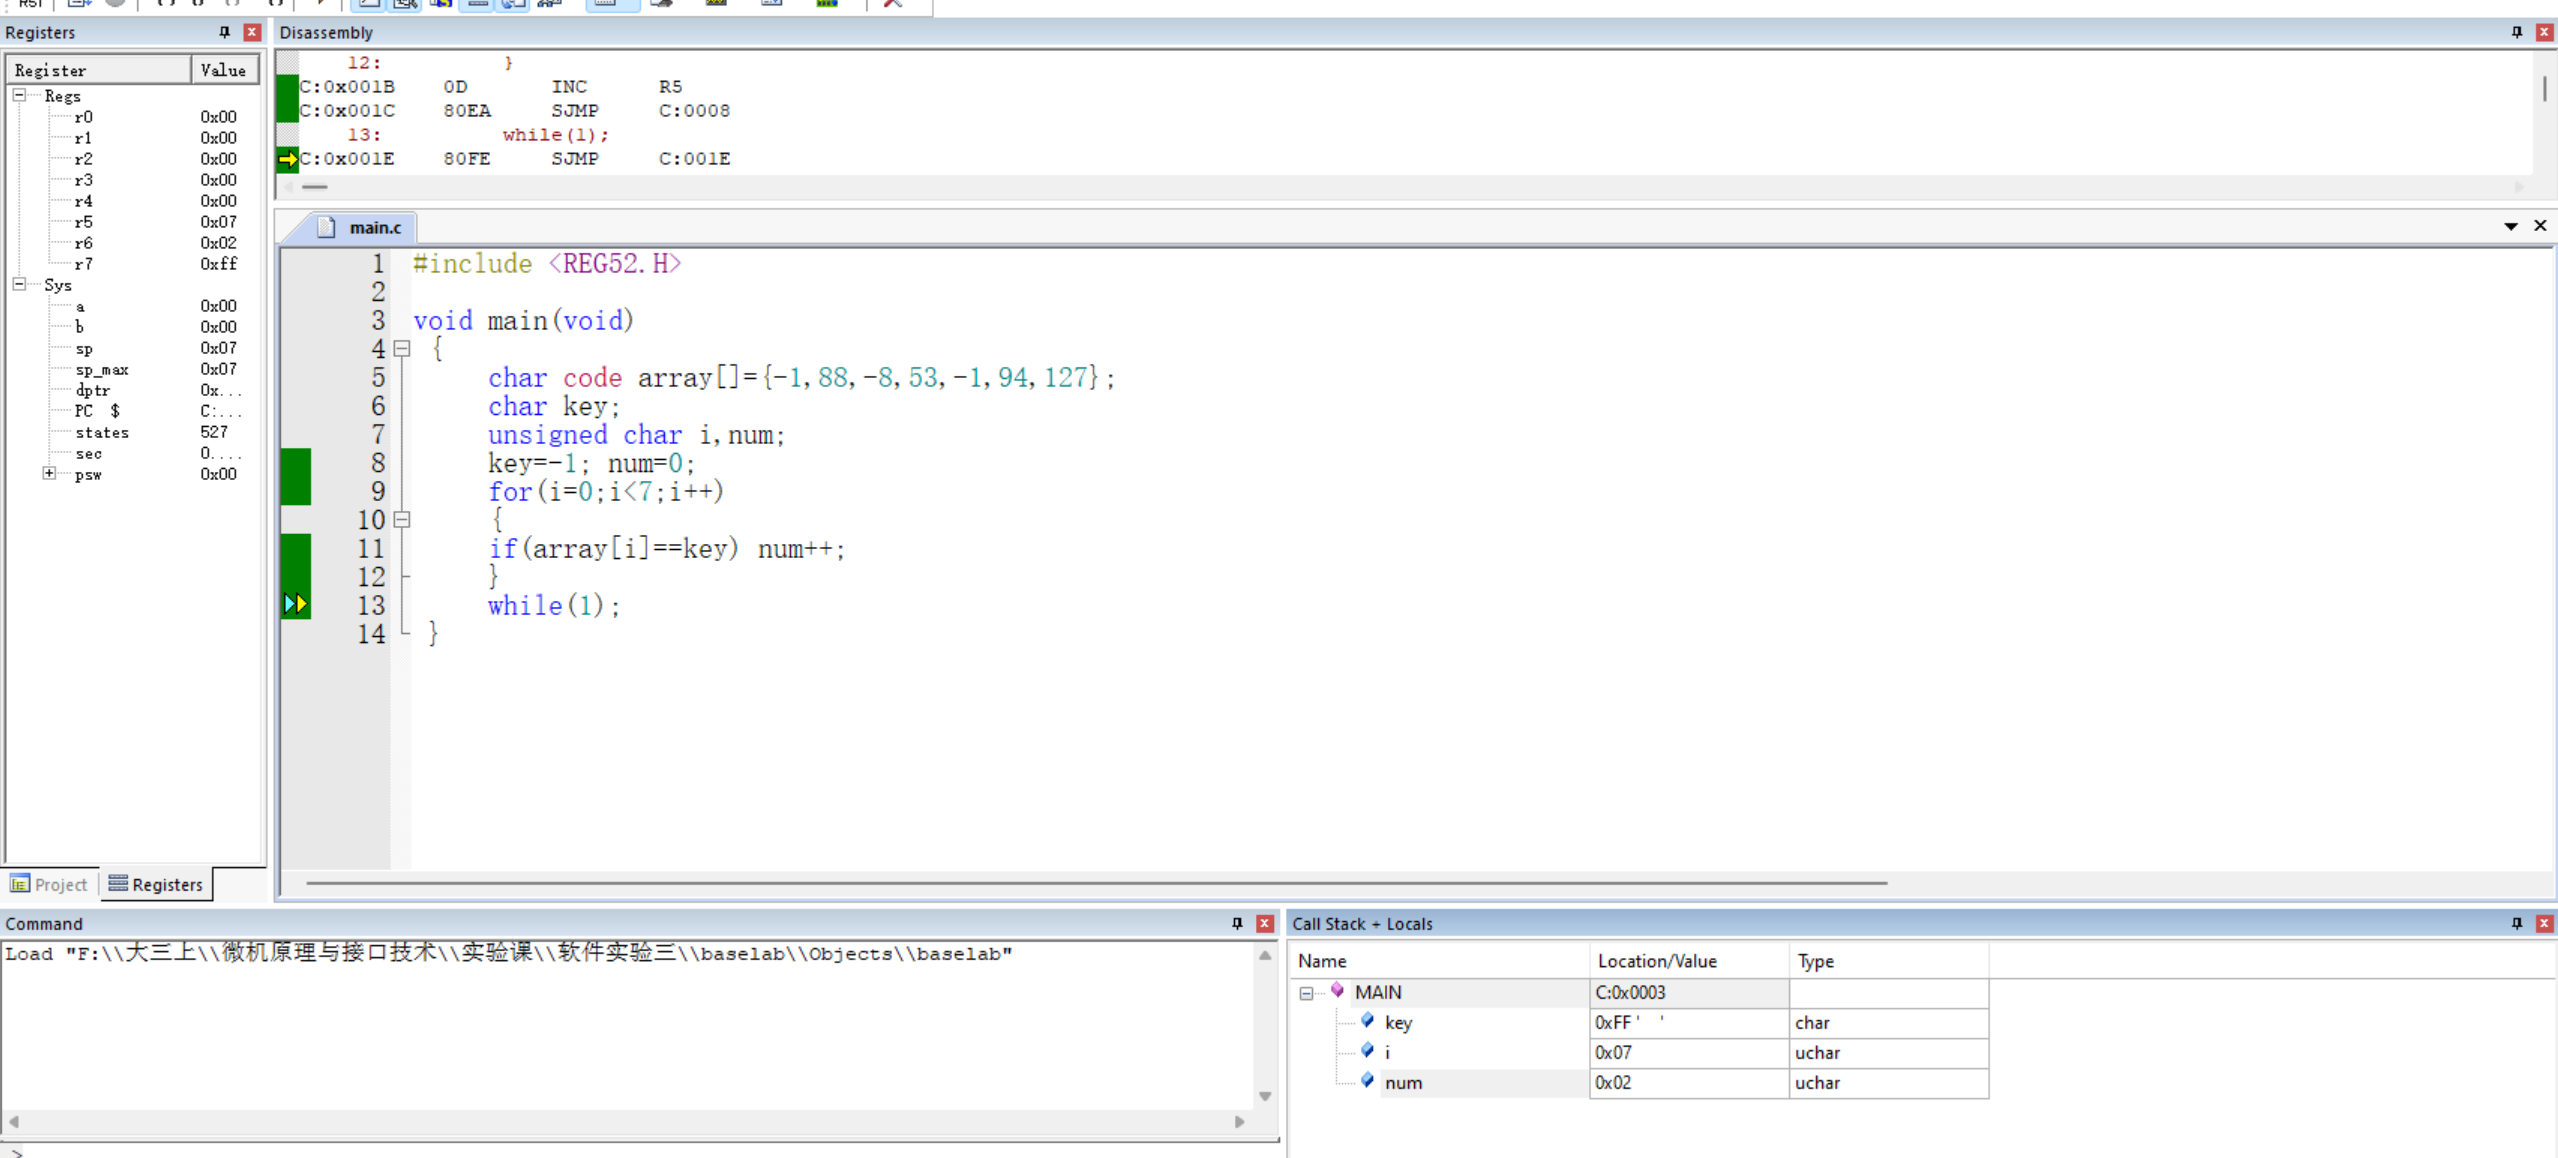 RST
Registers
Register Value
Regs
r0 0x00
r1 0x00
r2 0x00
r3 0x00
r4 0x00
r5 0x07
r6 0x02
r7 0xff
Sys
a 0x00
b 0x00
sp 0x07
sp_max 0x07
dptr 0x...
PC $ C:...
states 527
sec 0....
psw 0x00
Project Registers
Disassembly
12: }
C:0x001B 0D INC R5
C:0x001C 80EA SJMP C:0008
13: while(1);
C:0x001E 80FE SJMP C:001E
main.c
1 #include <REG52.H>
2
3 void main(void)
4 {
5 char code array[]={-1,88,-8,53,-1,94,127};
6 char key;
7 unsigned char i,num;
8 key=-1; num=0;
9 for(i=0;i<7;i++)
10 {
11 if(array[i]==key) num++;
12 }
13 while(1);
14 }
Command
Load "F:\\大三上\\微机原理与接口技术\\实验课\\软件实验三\\baselab\\Objects\\baselab"
>
Call Stack + Locals
Name Location/Value Type
MAIN C:0x0003
key 0xFF ' ' char
i 0x07 uchar
num 0x02 uchar